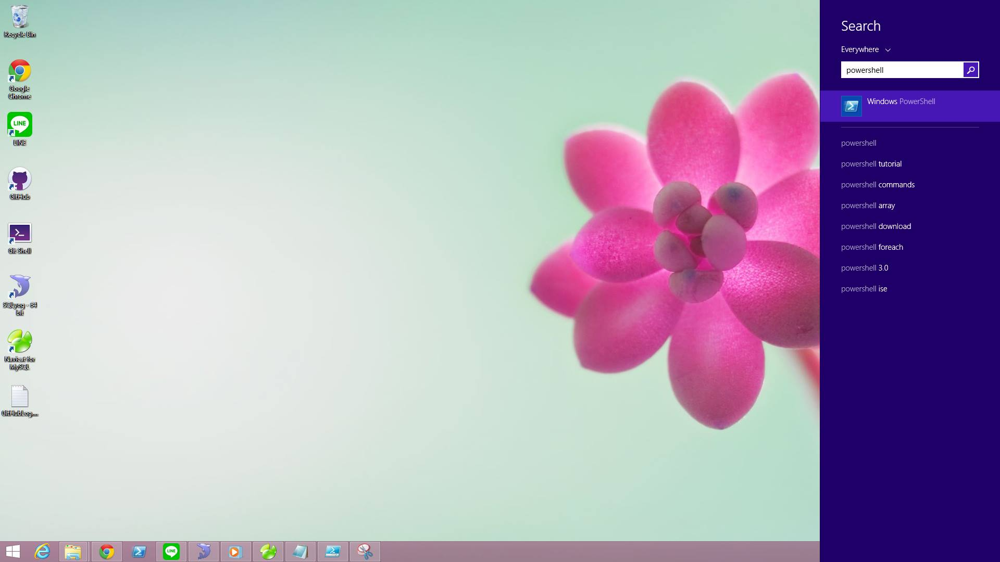 Recycle Bin
Google
Chrome
LINE
LINE
GitHub
Git Shell
SQLyog - 64
bit
Navicat for
MySQL
GitHubLog....
Search
Everywhere
powershell
Windows PowerShell
powershell
powershell tutorial
powershell commands
powershell array
powershell download
powershell foreach
powershell 3.0
powershell ise
LINE